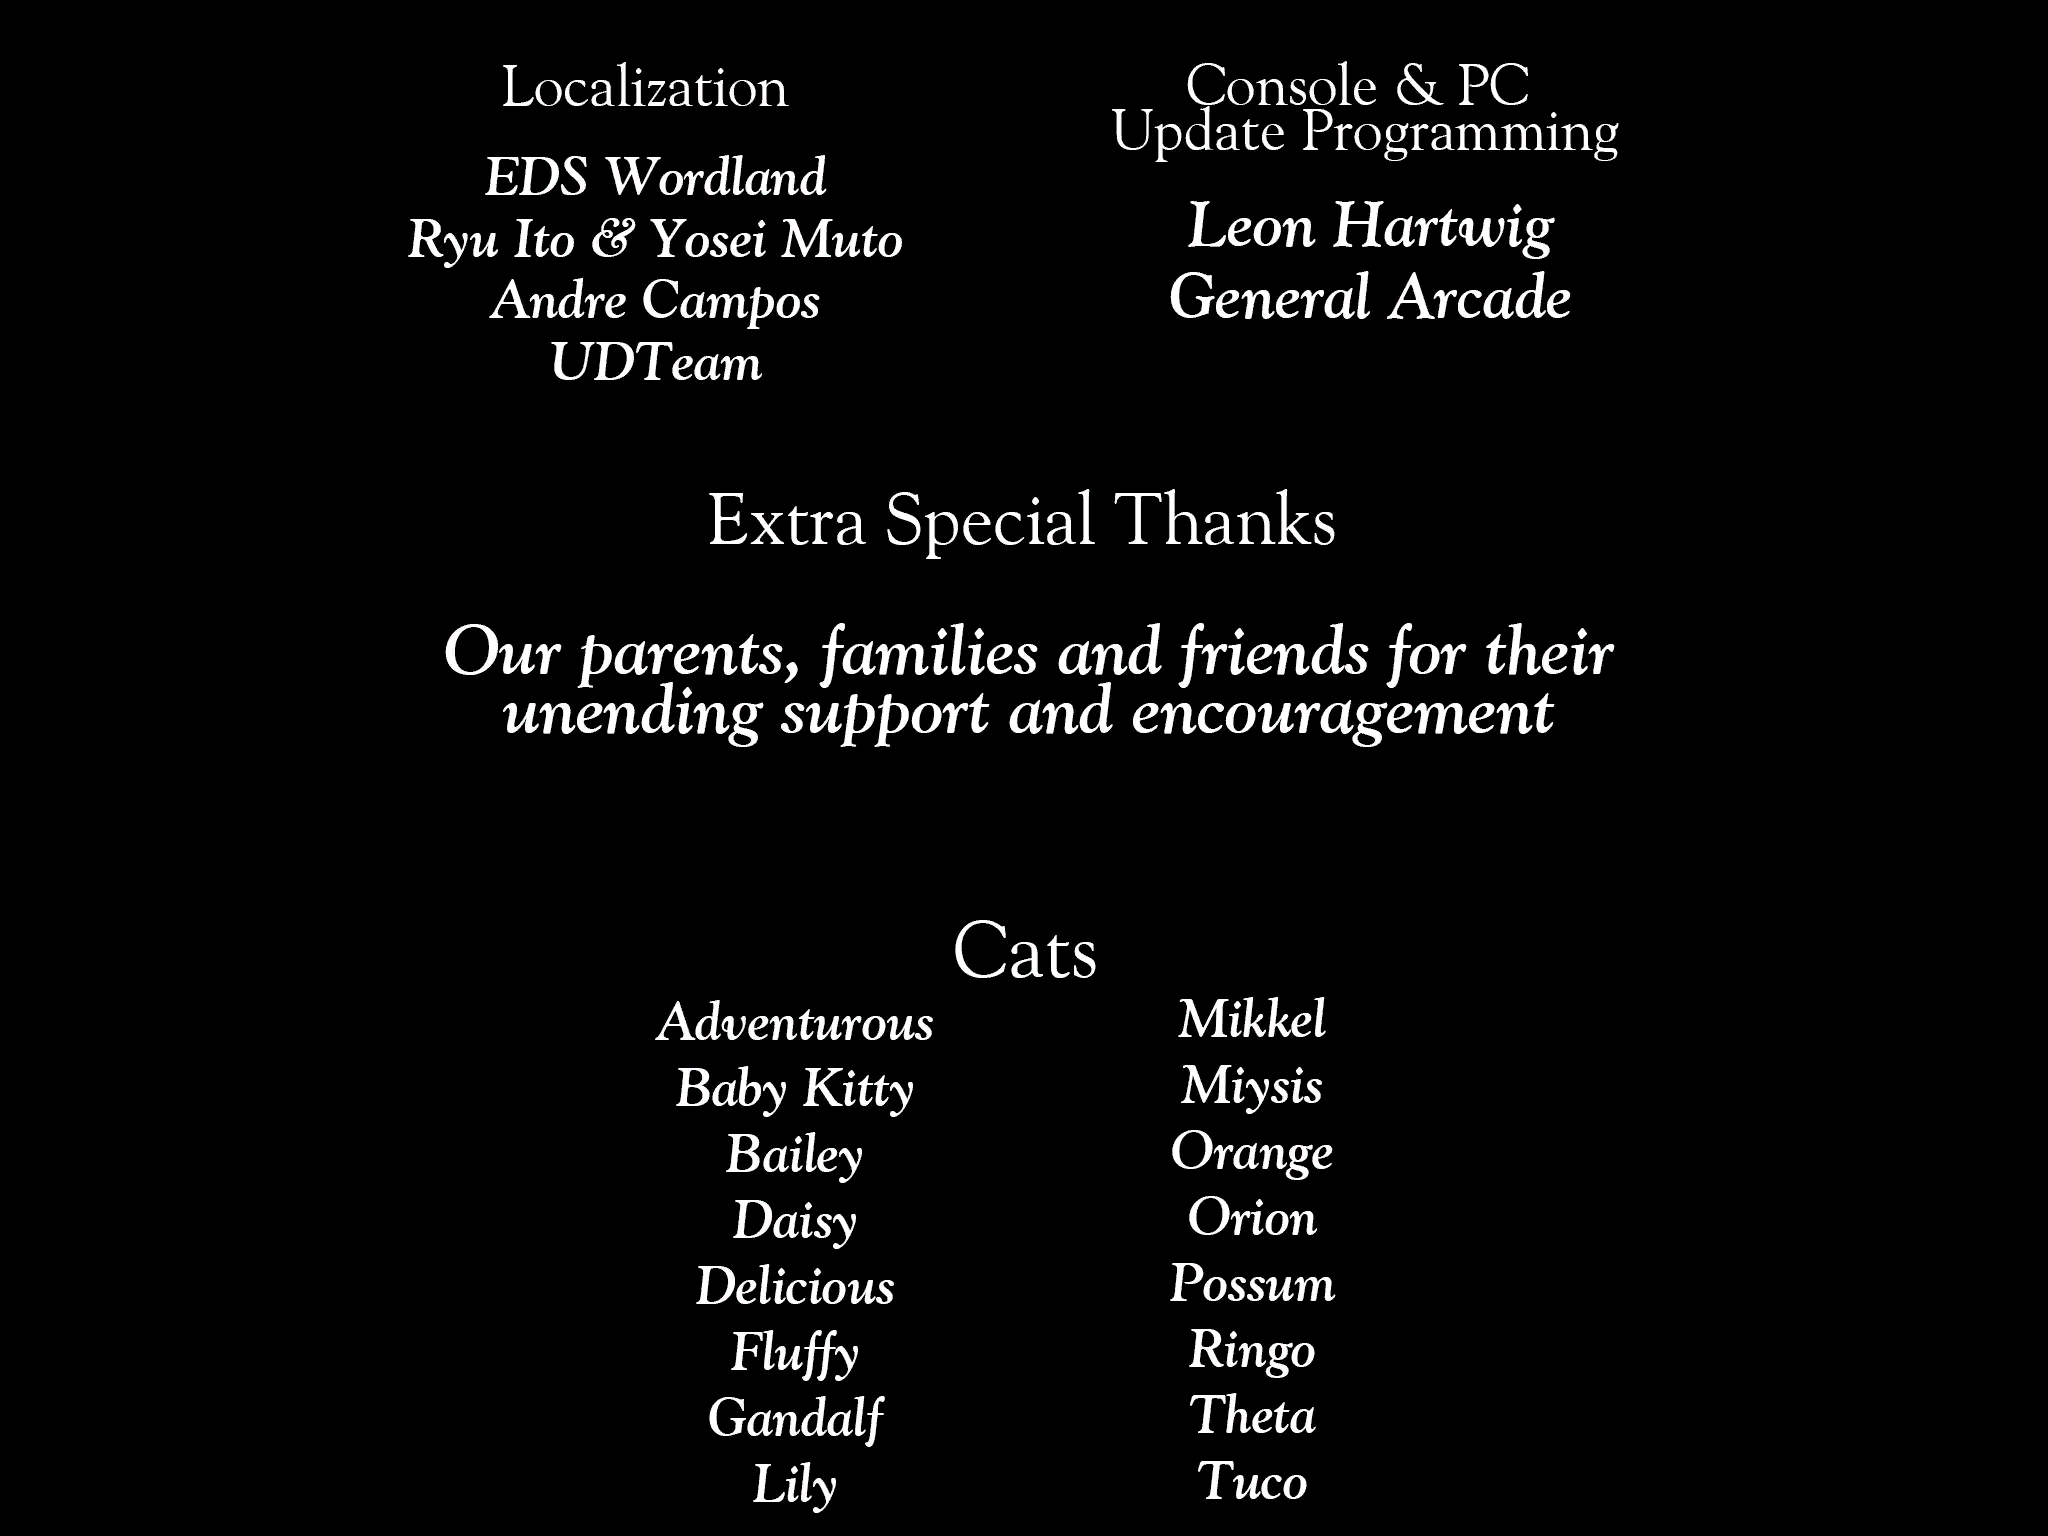 Localization
EDS Wordland
Ryu Ito & Yosei Muto
Andre Campos
UDTeam
Console & PC
Update Programming
Leon Hartwig
General Arcade
Extra Special Thanks
Our parents, families and friends for their
unending support and encouragement
Cats
Adventurous
Baby Kitty
Bailey
Daisy
Delicious
Fluffy
Gandalf
Lily
Mikkel
Miysis
Orange
Orion
Possum
Ringo
Theta
Tuco